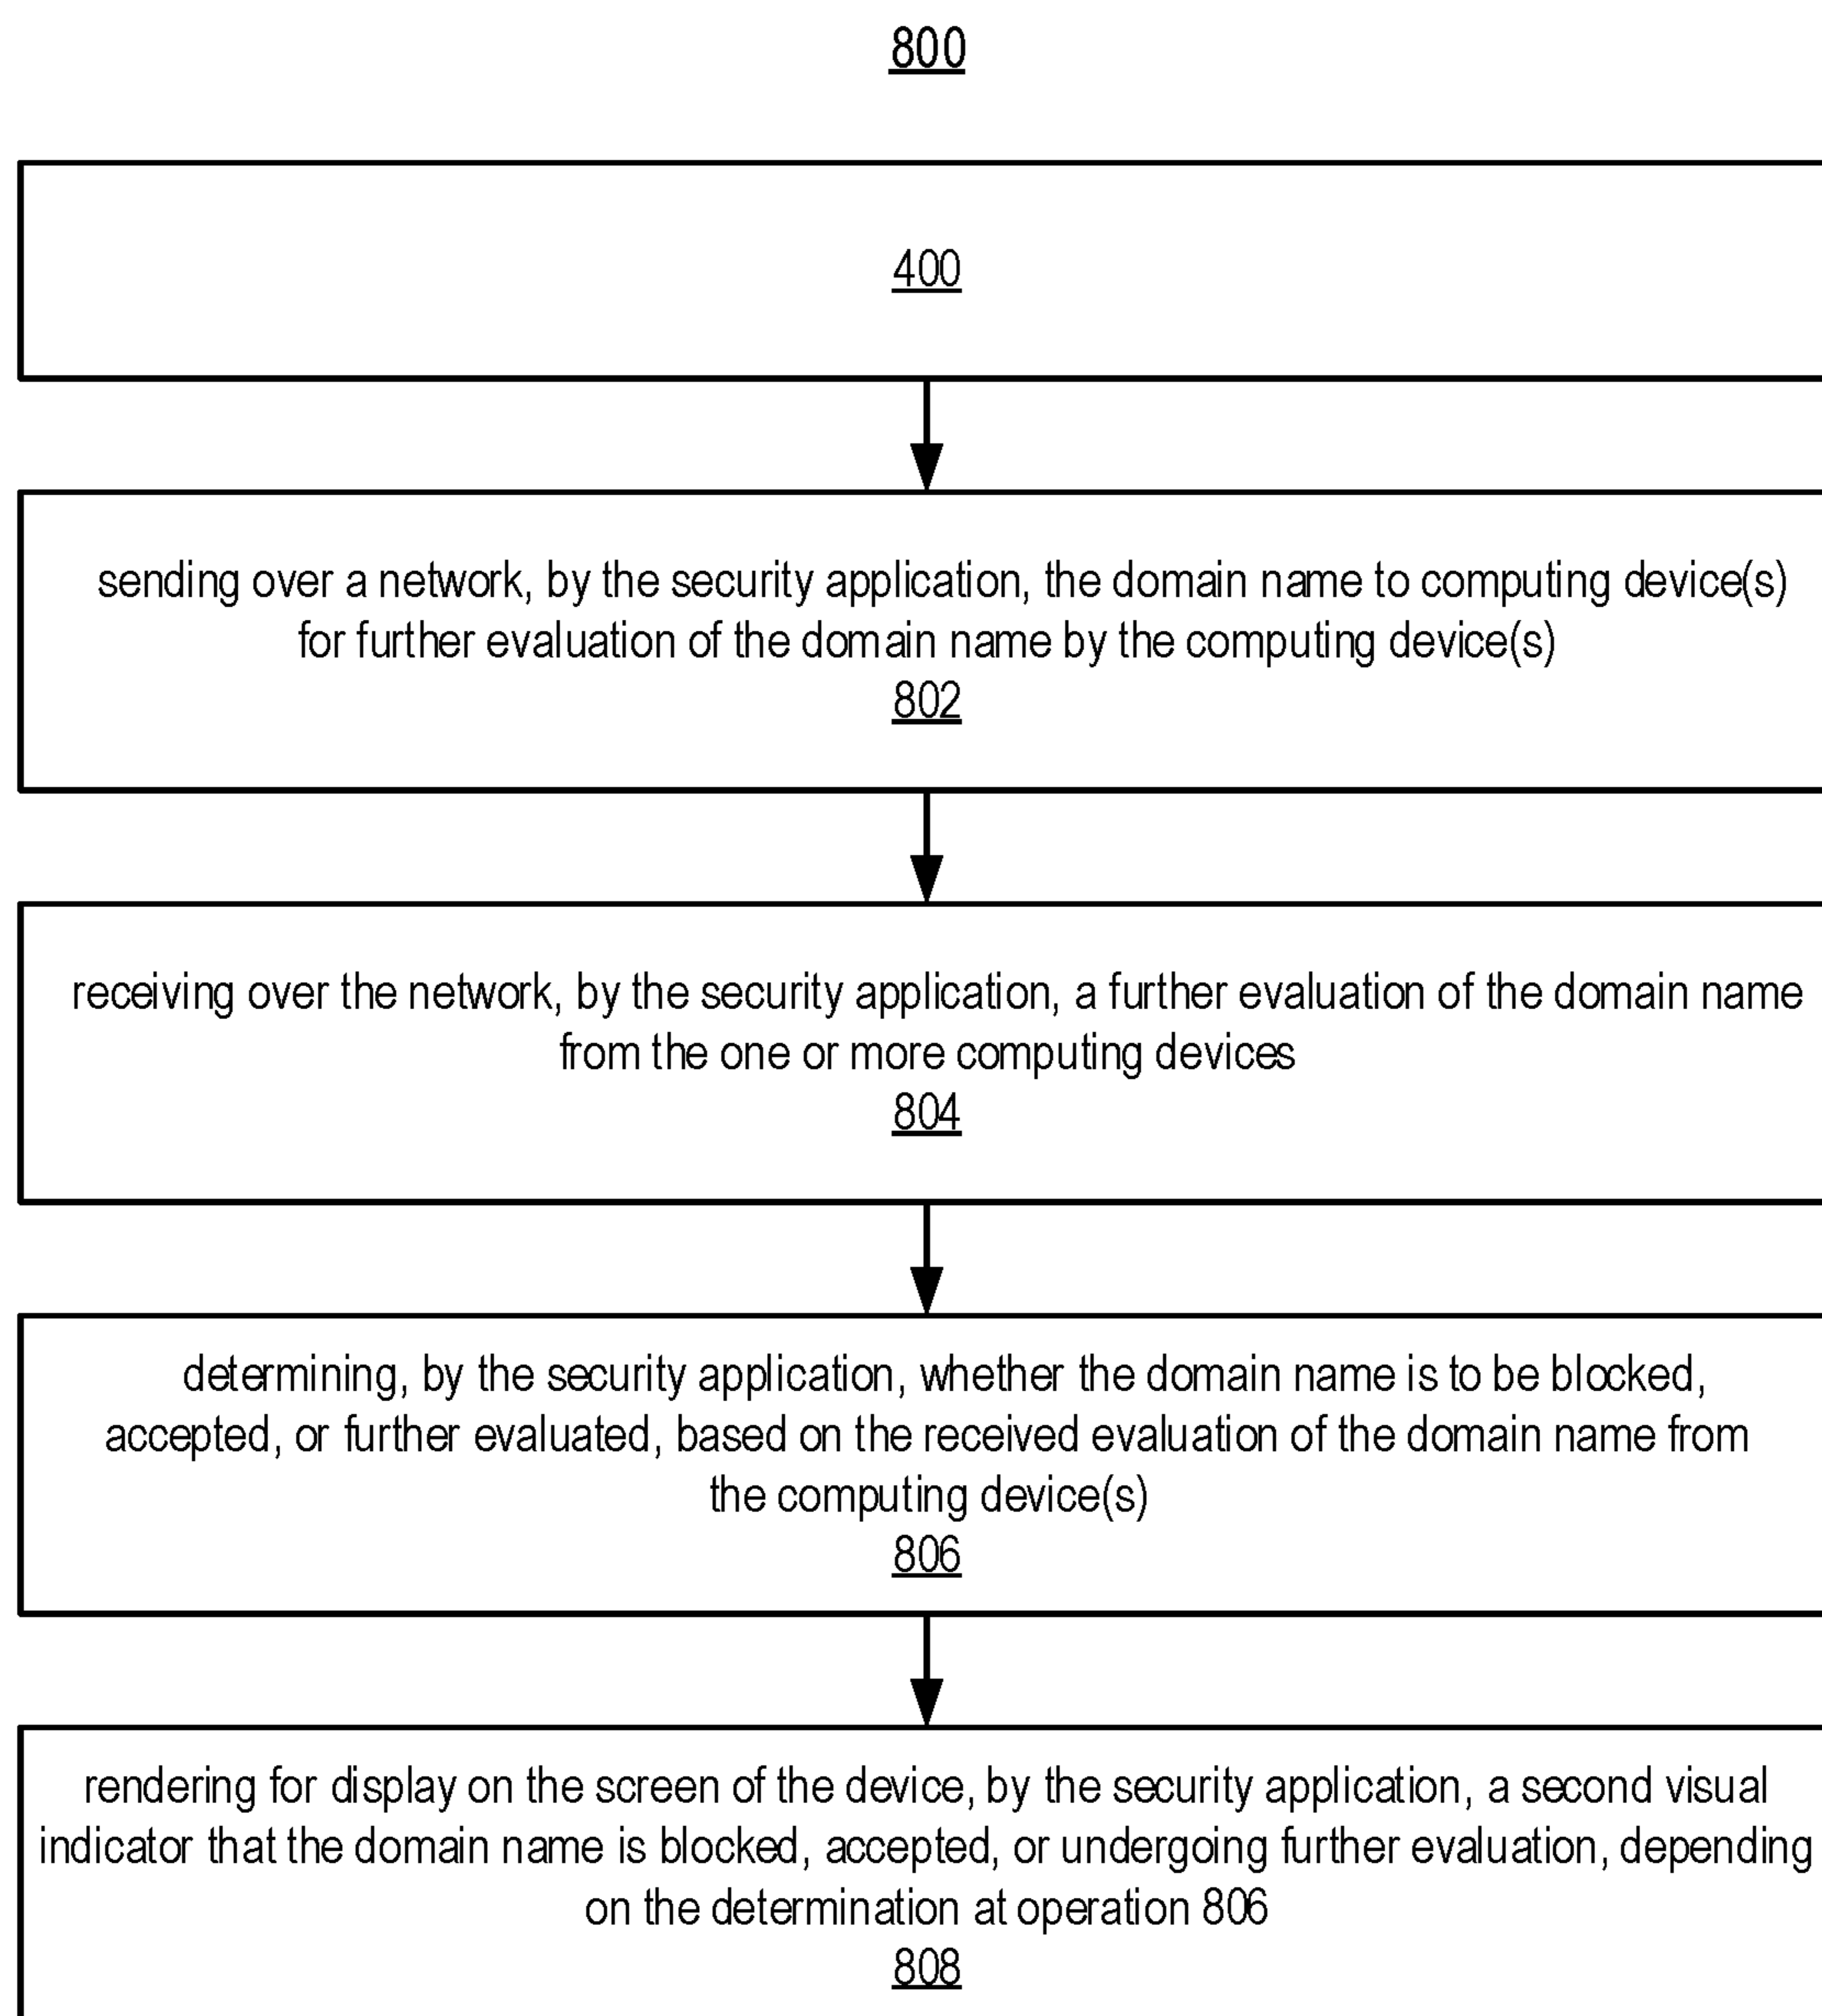 800
400
sending over a network, by the security application, the domain name to computing device(s)
for further evaluation of the domain name by the computing device(s)
802
receiving over the network, by the security application, a further evaluation of the domain name
from the one or more computing devices
804
determining, by the security application, whether the domain name is to be blocked,
accepted, or further evaluated, based on the received evaluation of the domain name from
the computing device(s)
806
rendering for display on the screen of the device, by the security application, a second visual
indicator that the domain name is blocked, accepted, or undergoing further evaluation, depending
on the determination at operation 806
808